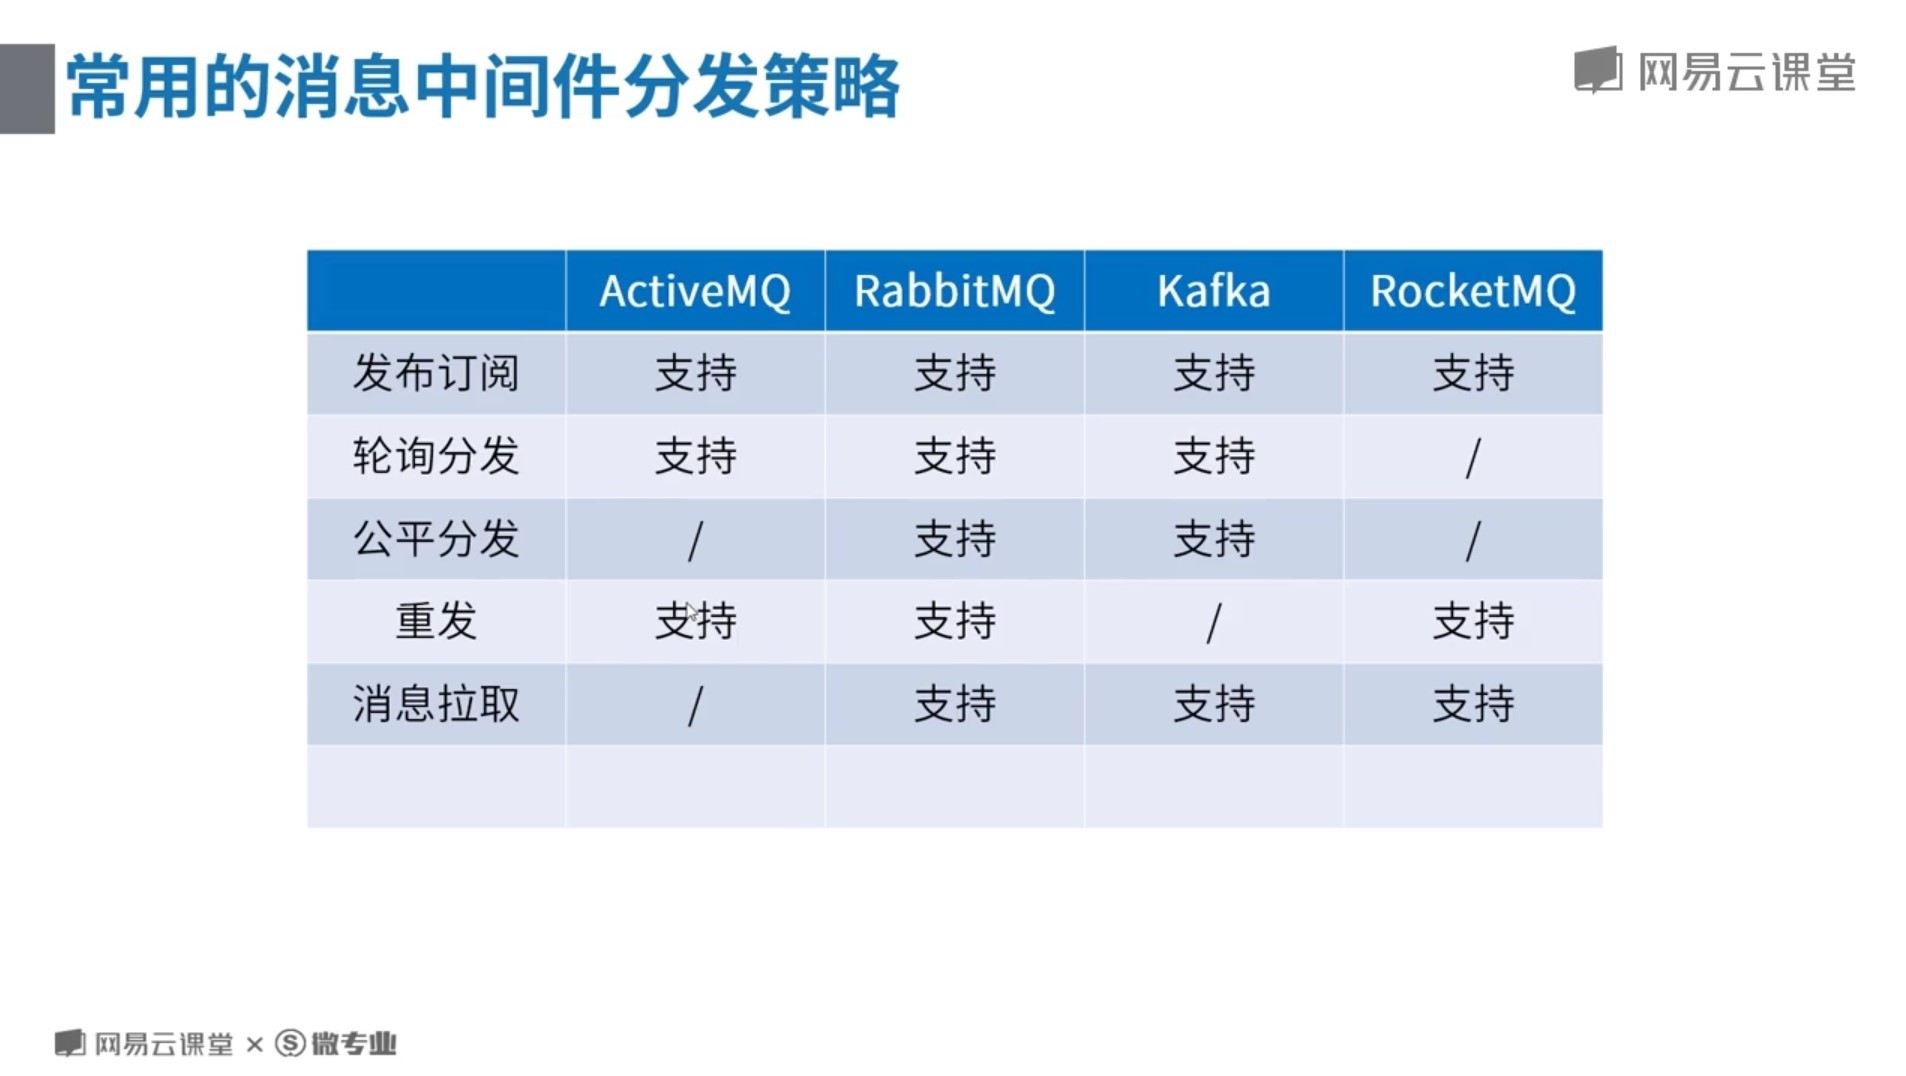 常用的消息中间件分发策略
网易云课堂
ActiveMQ RabbitMQ Kafka RocketMQ
发布订阅 支持 支持 支持 支持
轮询分发 支持 支持 支持 /
公平分发 / 支持 支持 /
重发 支持 支持 / 支持
消息拉取 / 支持 支持 支持
网易云课堂 × S 微专业